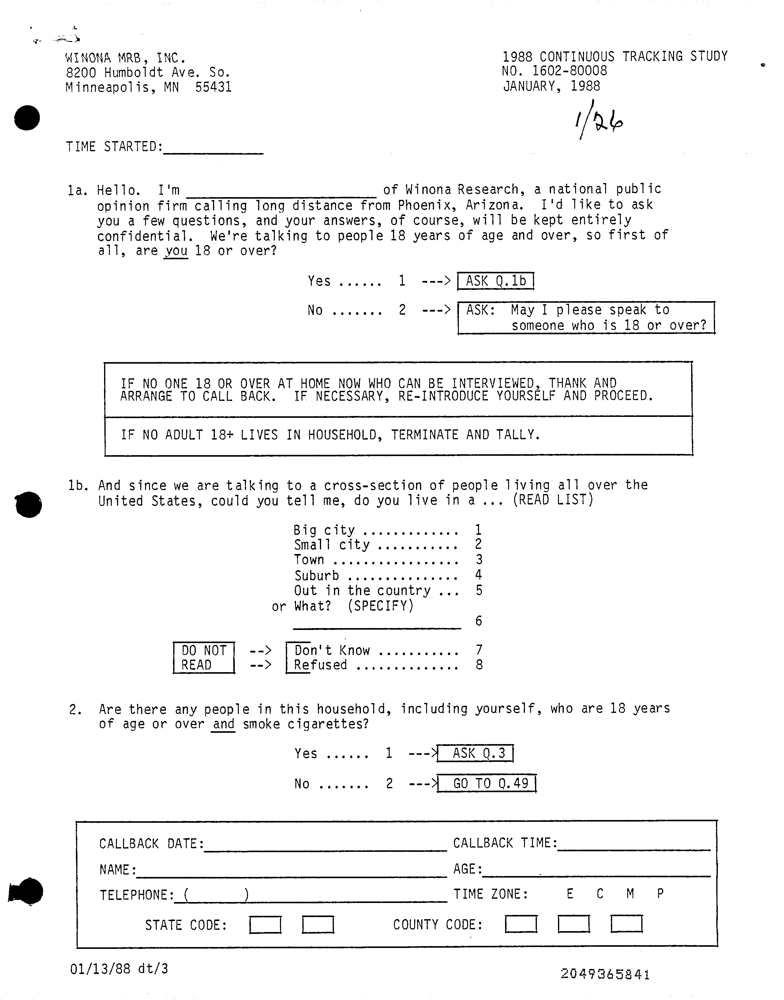 WINONA MRB, INC.
8200 Humboldt Ave. So.
Minneapolis, MN 55431
1988 CONTINUOUS TRACKING STUDY
NO. 1602-80008
JANUARY, 1988
1/26
TIME STARTED:
1a. Hello. I'm ____________ of Winona Research, a national public
opinion firm calling long distance from Phoenix, Arizona. I'd like to ask
you a few questions, and your answers, of course, will be kept entirely
confidential. We're talking to people 18 years of age and over, so first of
all, are you 18 or over?
Yes ...... 1 ---> ASK Q.1b
No ....... 2 ---> ASK: May I please speak to
someone who is 18 or over?
IF NO ONE 18 OR OVER AT HOME NOW WHO CAN BE INTERVIEWED, THANK AND
ARRANGE TO CALL BACK. IF NECESSARY, RE-INTRODUCE YOURSELF AND PROCEED.
IF NO ADULT 18+ LIVES IN HOUSEHOLD, TERMINATE AND TALLY.
1b. And since we are talking to a cross-section of people living all over the
United States, could you tell me, do you live in a ... (READ LIST)
Big city ............. 1
Small city ........... 2
Town ................. 3
Suburb ............... 4
Out in the country ... 5
or What? (SPECIFY)
____________ 6
DO NOT --> Don't Know ........... 7
READ --> Refused .............. 8
2. Are there any people in this household, including yourself, who are 18 years
of age or over and smoke cigarettes?
Yes ...... 1 ---> ASK Q.3
No ....... 2 ---> GO TO Q.49
CALLBACK DATE: ____________ CALLBACK TIME: ____________
NAME: ____________ AGE: ____________
TELEPHONE: ( ) ____________ TIME ZONE: E C M P
STATE CODE: COUNTY CODE:
01/13/88 dt/3
2049365841